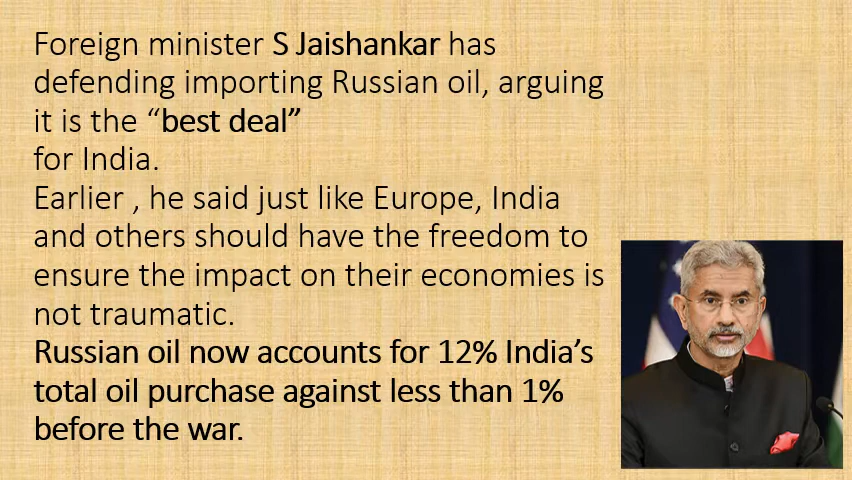 Foreign minister S Jaishankar has
defending importing Russian oil, arguing
it is the “best deal”
for India.
Earlier , he said just like Europe, India
and others should have the freedom to
ensure the impact on their economies is
not traumatic.
Russian oil now accounts for 12% India’s
total oil purchase against less than 1%
before the war.